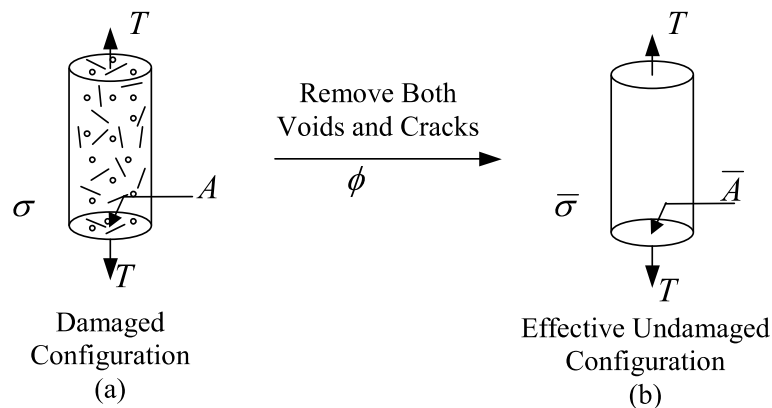 T
T
Remove Both
Voids and Cracks
ϕ
σ
A
σ̅
A̅
T
T
Damaged
Configuration
(a)
Effective Undamaged
Configuration
(b)